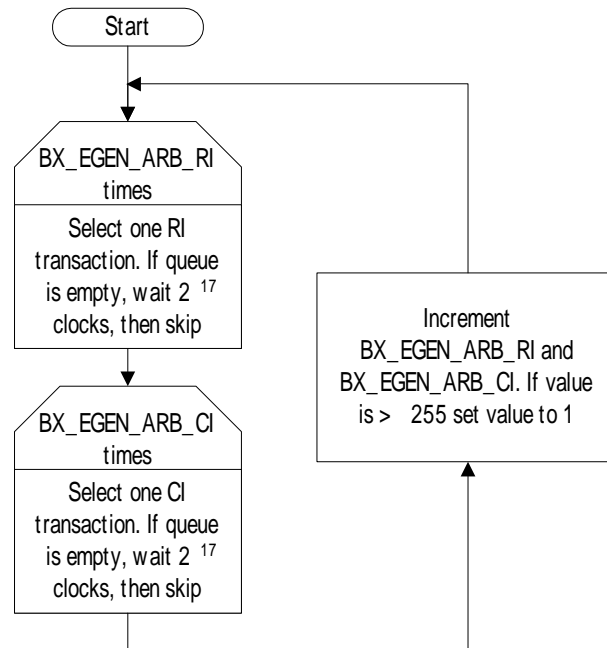 Start
BX_EGEN_ARB_RI
times
Select one RI
transaction. If queue
is empty, wait 2 17
clocks, then skip
BX_EGEN_ARB_CI
times
Select one CI
transaction. If queue
is empty, wait 2 17
clocks, then skip
Increment
BX_EGEN_ARB_RI and
BX_EGEN_ARB_CI. If value
is > 255 set value to 1